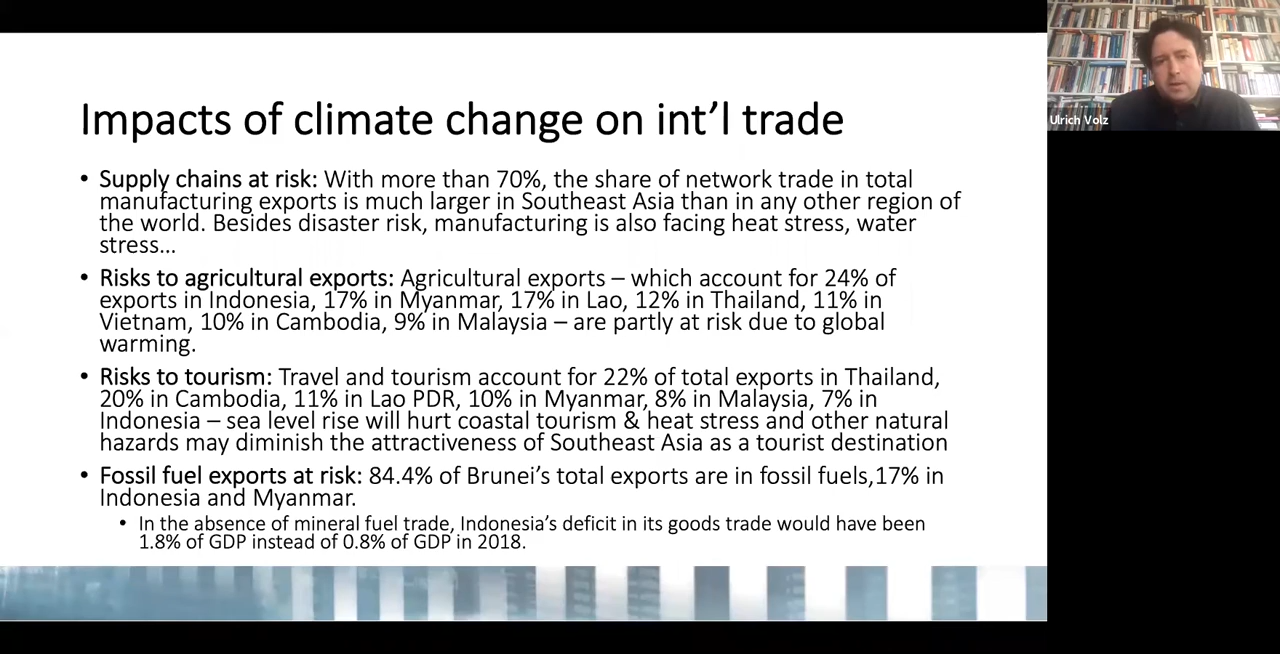 Impacts of climate change on int'l trade
• Supply chains at risk: With more than 70%, the share of network trade in total
manufacturing exports is much larger in Southeast Asia than in any other region of
the world. Besides disaster risk, manufacturing is also facing heat stress, water
stress…
• Risks to agricultural exports: Agricultural exports – which account for 24% of
exports in Indonesia, 17% in Myanmar, 17% in Lao, 12% in Thailand, 11% in
Vietnam, 10% in Cambodia, 9% in Malaysia – are partly at risk due to global
warming.
• Risks to tourism: Travel and tourism account for 22% of total exports in Thailand,
20% in Cambodia, 11% in Lao PDR, 10% in Myanmar, 8% in Malaysia, 7% in
Indonesia – sea level rise will hurt coastal tourism & heat stress and other natural
hazards may diminish the attractiveness of Southeast Asia as a tourist destination
• Fossil fuel exports at risk: 84.4% of Brunei's total exports are in fossil fuels,17% in
Indonesia and Myanmar.
• In the absence of mineral fuel trade, Indonesia's deficit in its goods trade would have been
1.8% of GDP instead of 0.8% of GDP in 2018.
Ulrich Volz